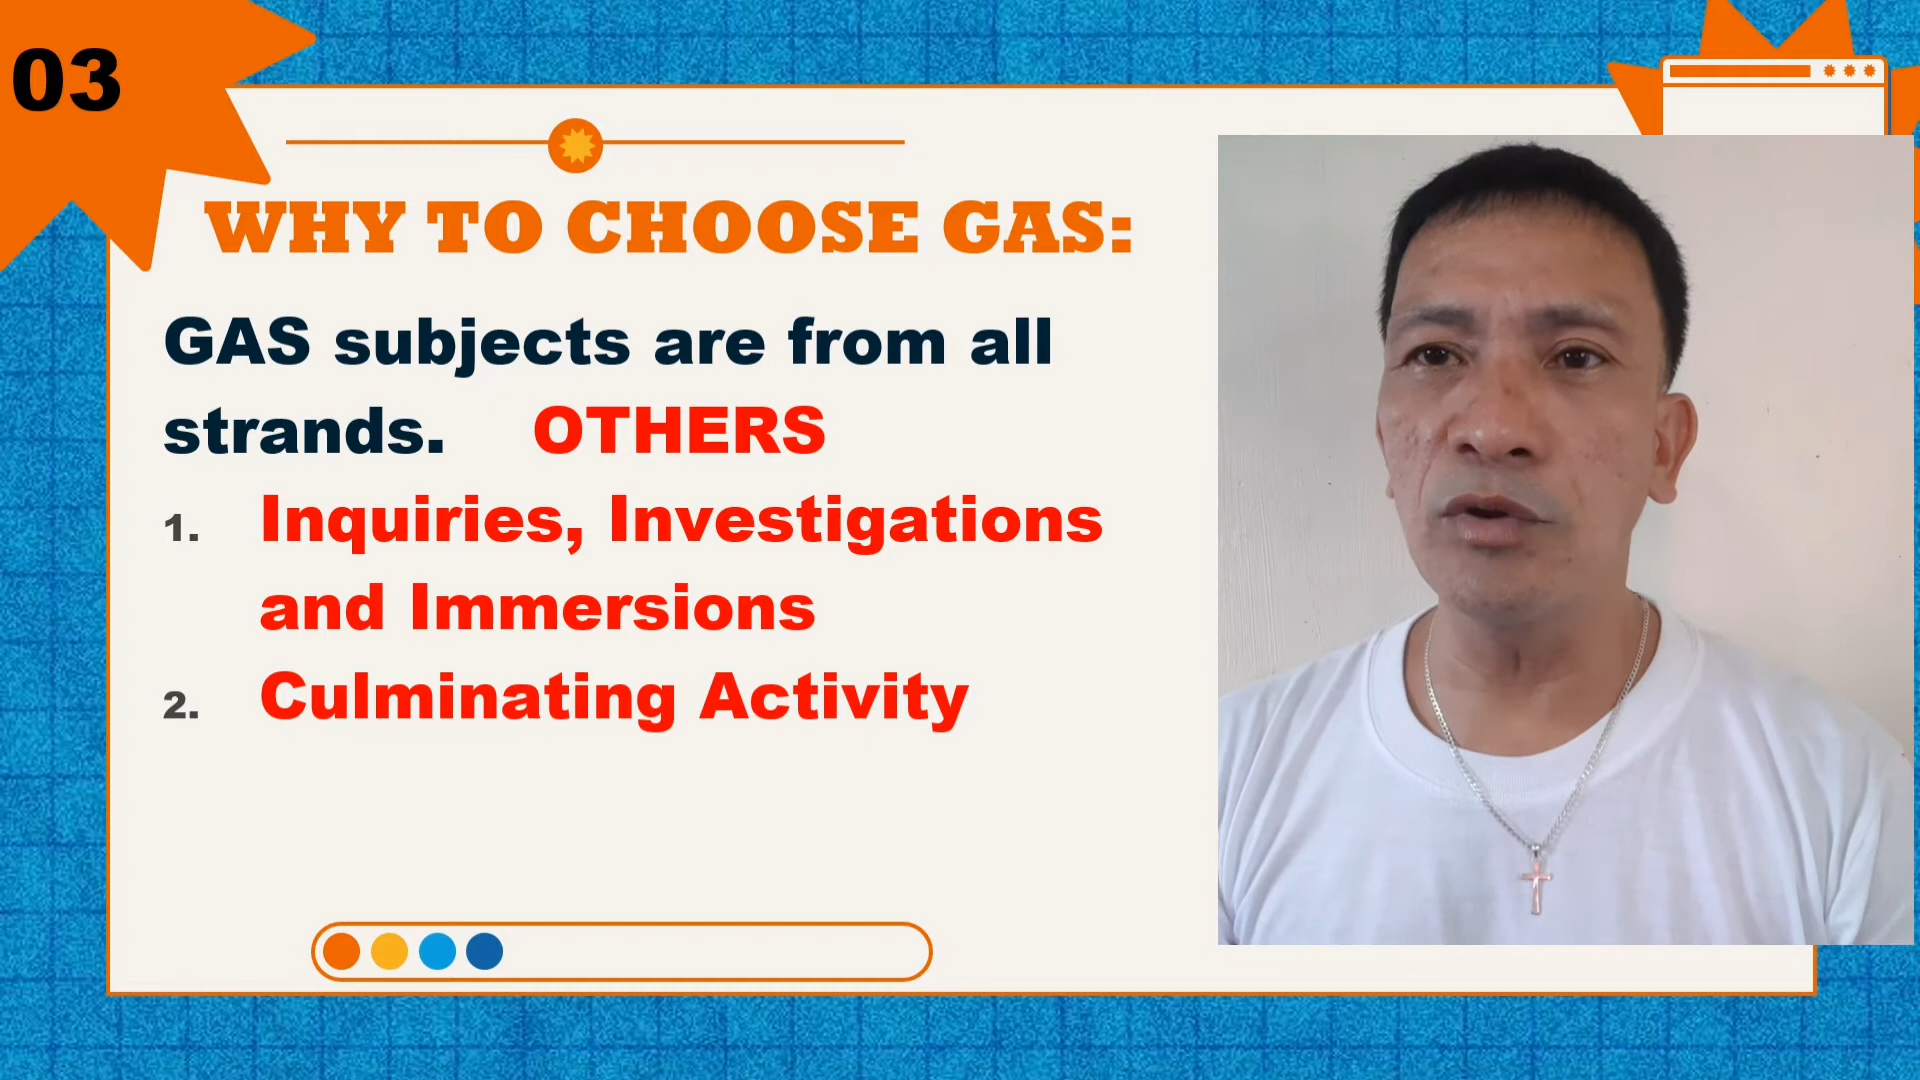 03
WHY TO CHOOSE GAS:
GAS subjects are from all
strands. OTHERS
1. Inquiries, Investigations
and Immersions
2. Culminating Activity